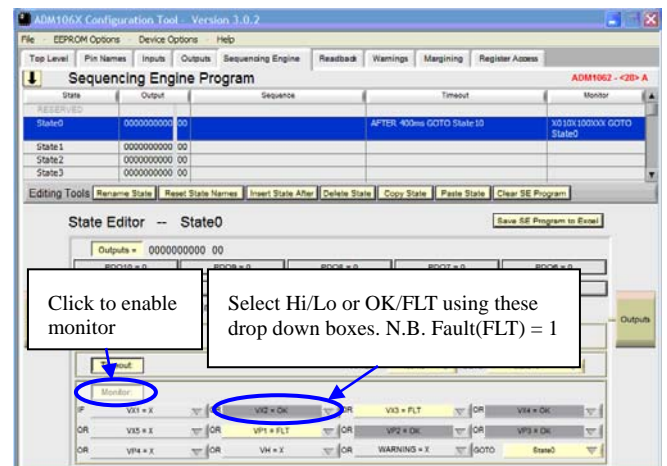 ADM106X Configuration Tool - Version 3.0.2
File EEPROM Options Device Options Help
Top Level Pin Names Inputs Outputs Sequencing Engine Readback Warnings Margining Register Access
Sequencing Engine Program ADM1062 - <20> A
State Output Sequence Timeout Monitor
RESERVED
State0 0000000000 00 AFTER 400ms GOTO State10 X010X100XXX GOTO State0
State1 0000000000 00
State2 0000000000 00
State3 0000000000 00
Editing Tools Rename State Reset State Names Insert State After Delete State Copy State Paste State Clear SE Program
State Editor -- State0 Save SE Program to Excel
Outputs = 0000000000 00
PDO10 = 0 PDO9 = 0 PDO8 = 0 PDO7 = 0 PDO6 = 0
Click to enable
monitor
Select Hi/Lo or OK/FLT using these
drop down boxes. N.B. Fault(FLT) = 1
Outputs
Monitor:
IF VX1 = X OR VX2 = OK OR VX3 = FLT OR VX4 = OK
OR VX5 = X OR VP1 = FLT OR VP2 = OK OR VP3 = OK
OR VP4 = X OR VH = X OR WARNING = X GOTO State0